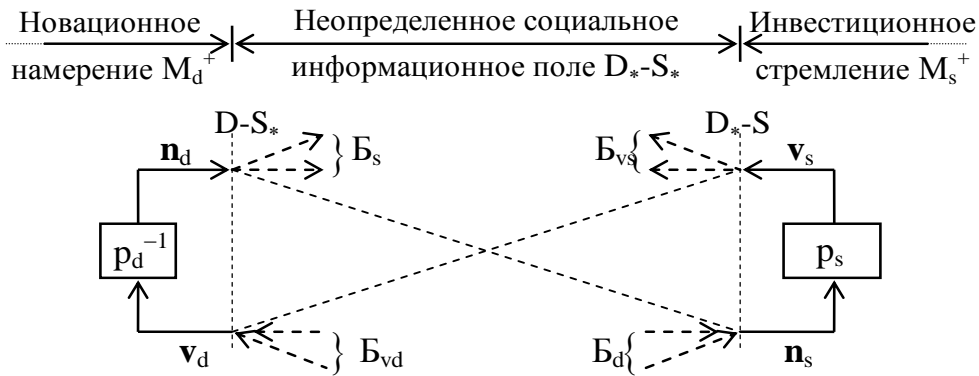 Новационное
намерение M_d^+
Неопределенное социальное
информационное поле D_*-S_*
Инвестиционное
стремление M_s^+
D-S_*
D_*-S
n_d
} Б_s
Б_vs {
v_s
p_d^–1
p_s
v_d
} Б_vd
Б_d {
n_s